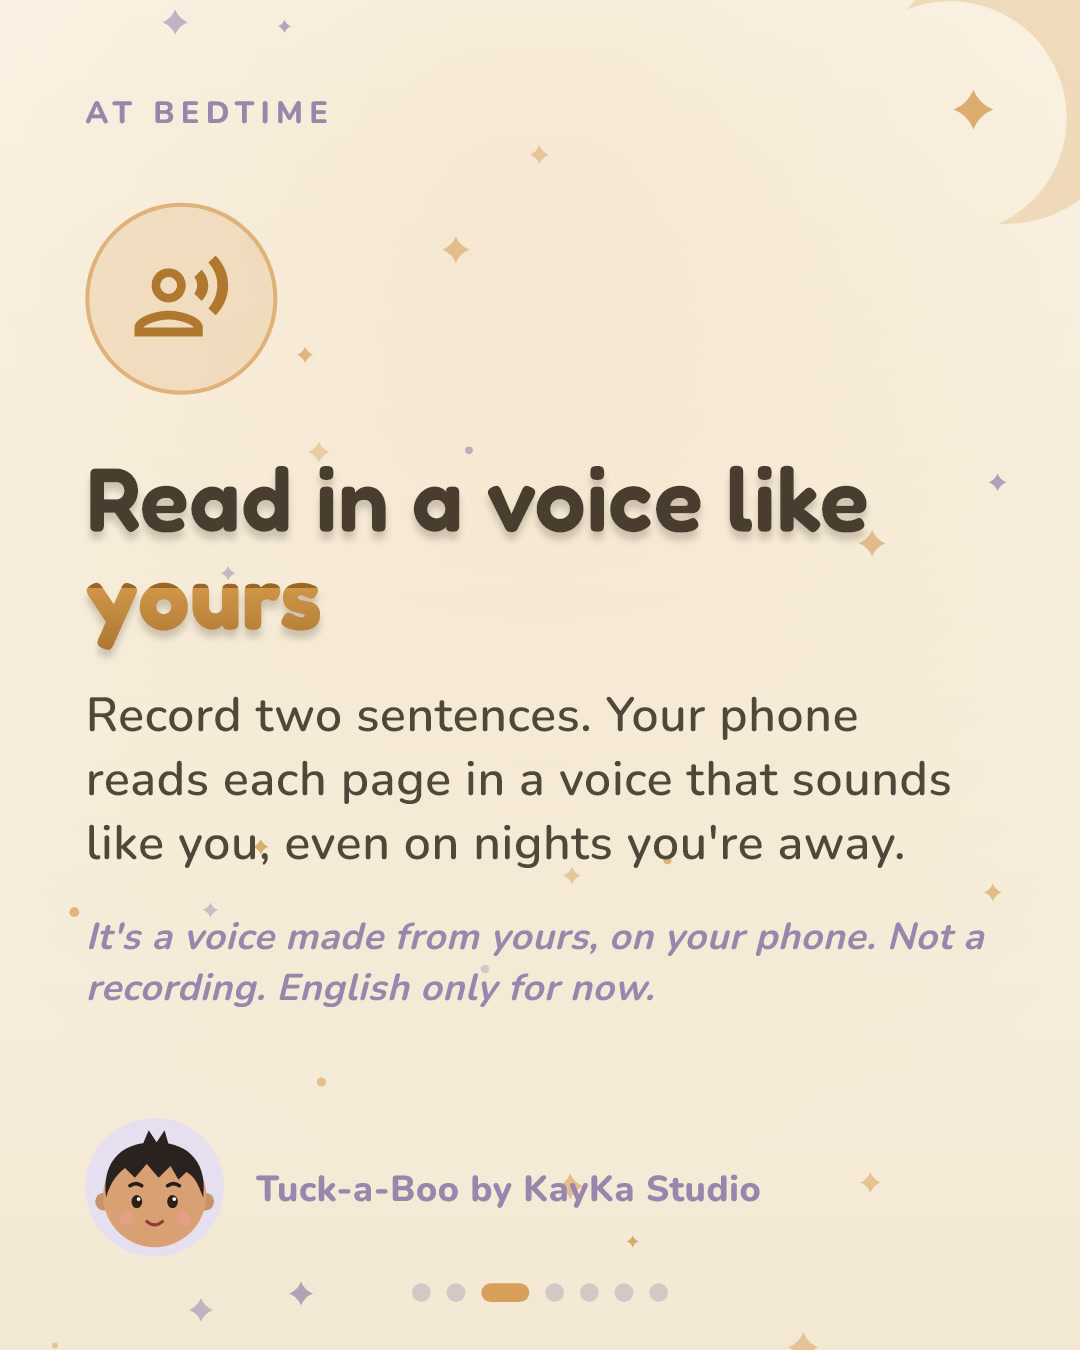 AT BEDTIME
Read in a voice like
yours
Record two sentences. Your phone
reads each page in a voice that sounds
like you, even on nights you're away.
It's a voice made from yours, on your phone. Not a
recording. English only for now.
Tuck-a-Boo by KayKa Studio